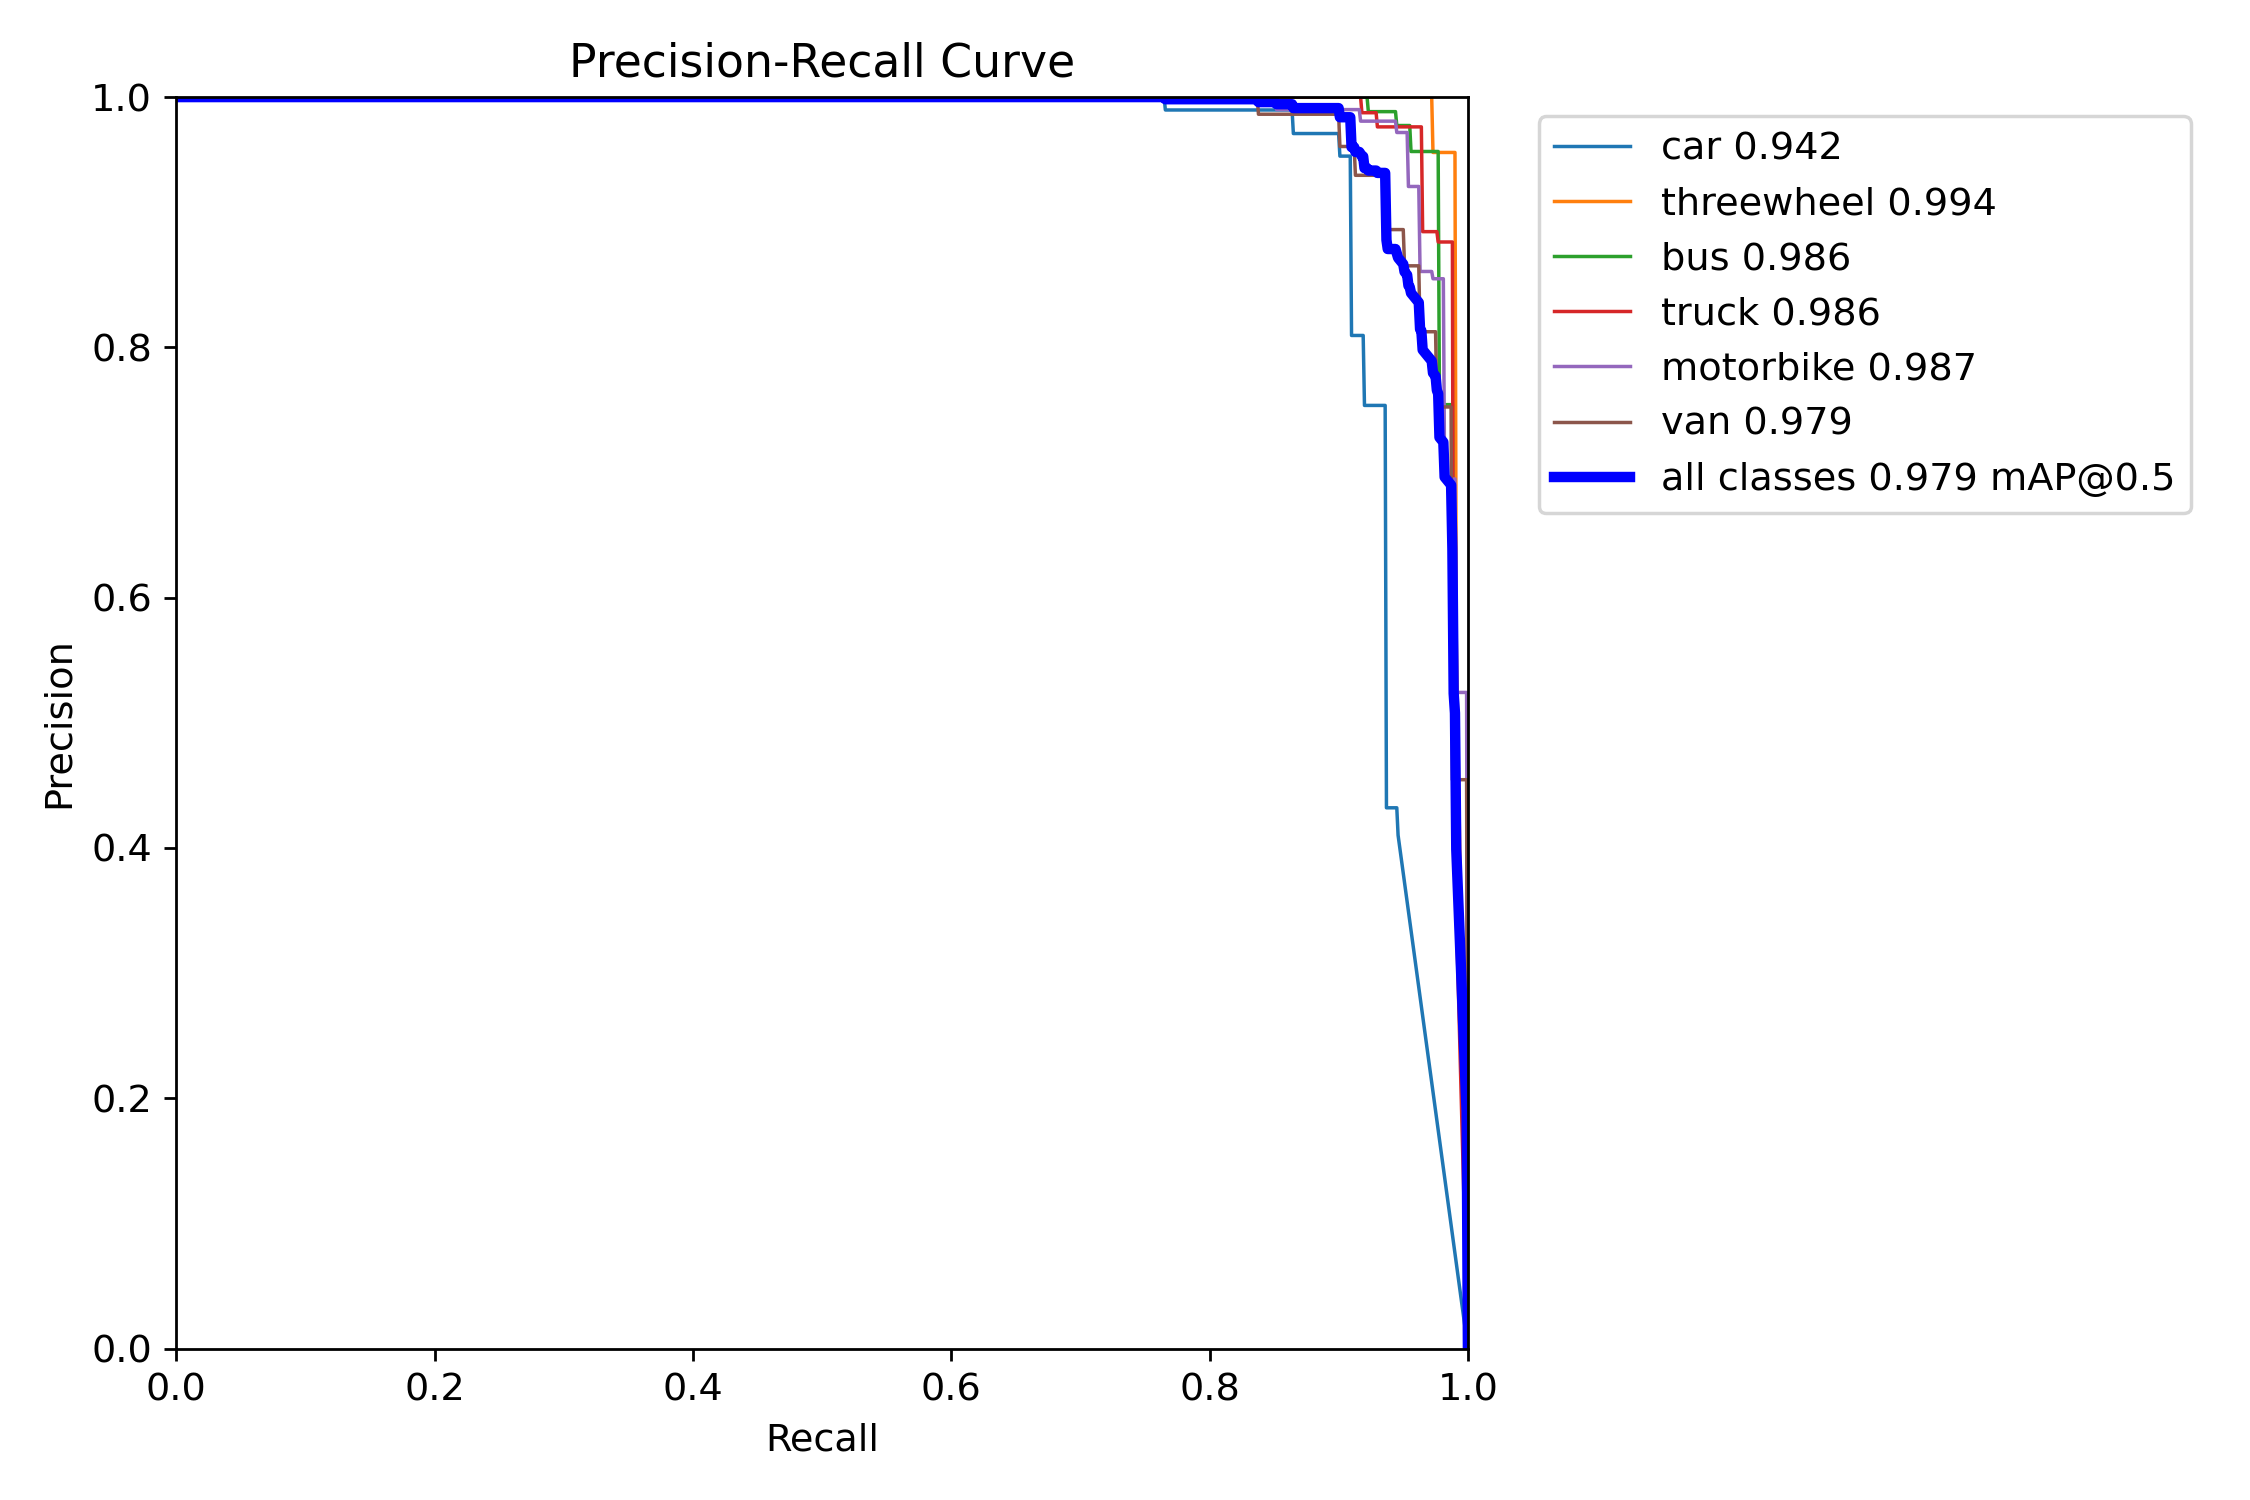 Precision-Recall Curve
1.0
0.8
0.6
0.4
0.2
0.0
Precision
0.0 0.2 0.4 0.6 0.8 1.0
Recall
car 0.942
threewheel 0.994
bus 0.986
truck 0.986
motorbike 0.987
van 0.979
all classes 0.979 mAP@0.5